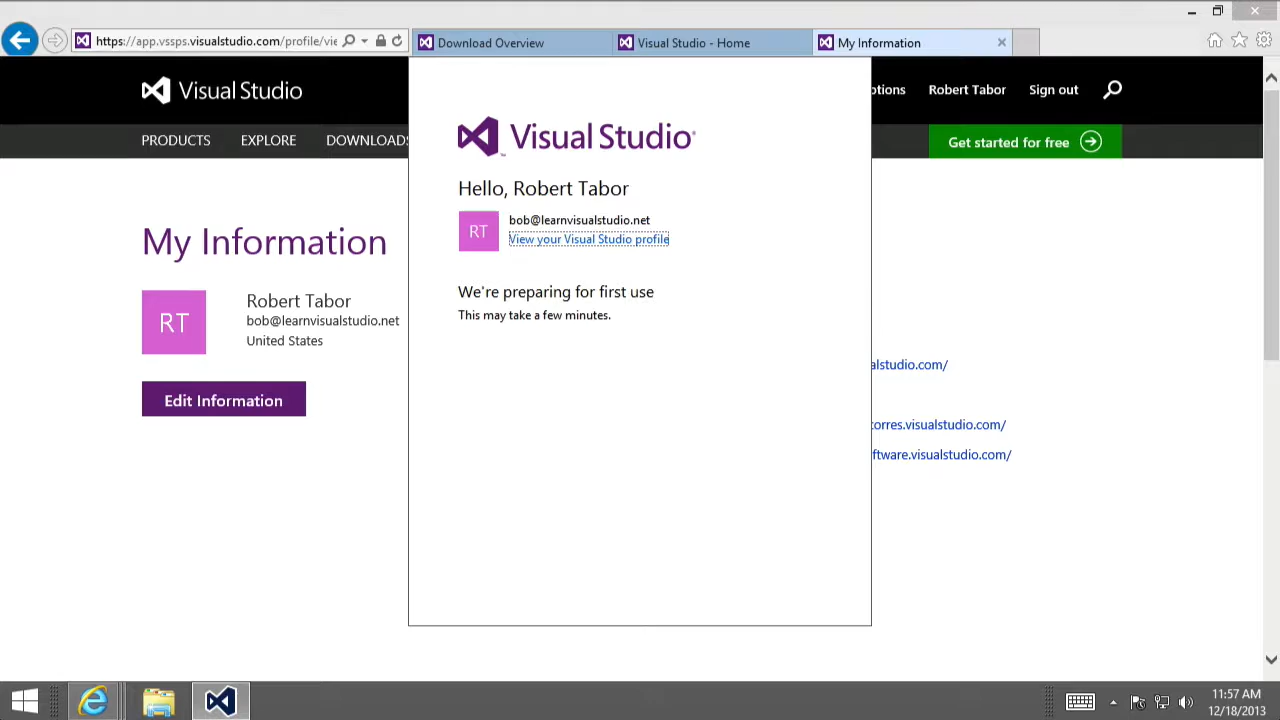 https://app.vssps.visualstudio.com/profile/vie
Download Overview
Visual Studio - Home
My Information
Visual Studio
Robert Tabor
Sign out
PRODUCTS
EXPLORE
DOWNLOADS
Get started for free
My Information
RT
Robert Tabor
bob@learnvisualstudio.net
United States
Edit Information
Visual Studio
Hello, Robert Tabor
RT
bob@learnvisualstudio.net
View your Visual Studio profile
We're preparing for first use
This may take a few minutes.
alstudio.com/
torres.visualstudio.com/
ftware.visualstudio.com/
11:57 AM
12/18/2013